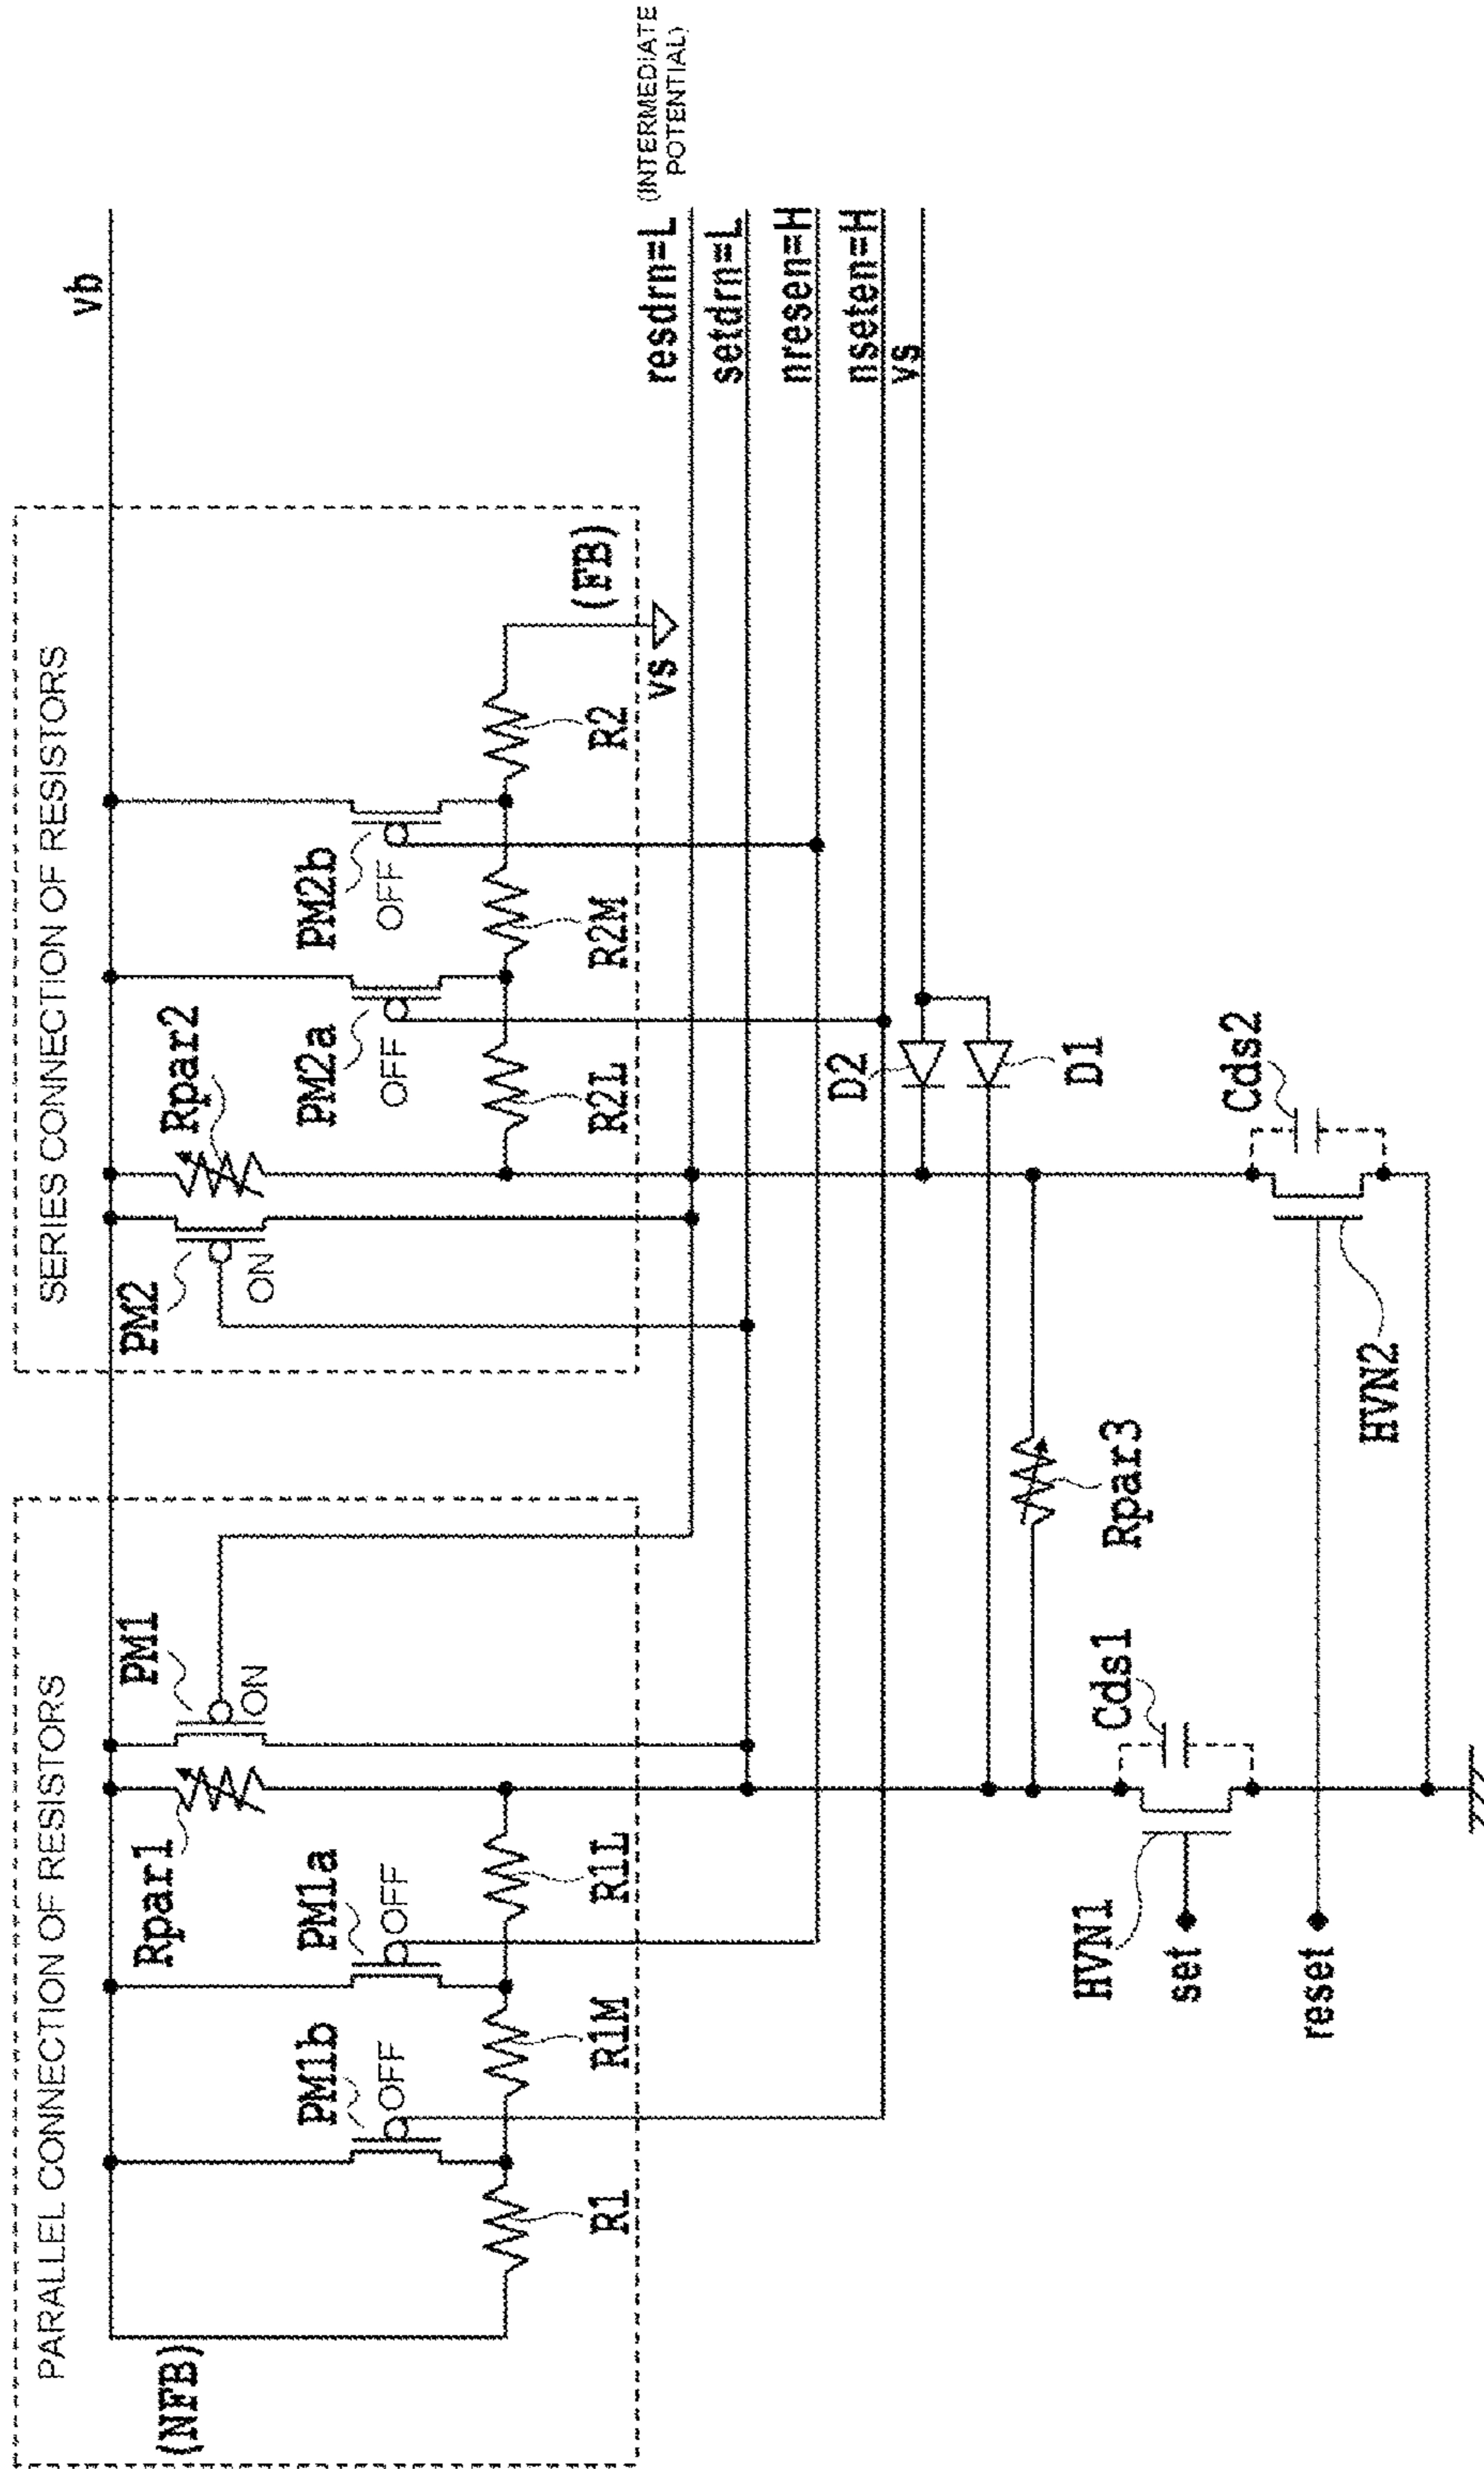 PARALLEL CONNECTION OF RESISTORS
SERIES CONNECTION OF RESISTORS
vb
(NFB)
Rpar1
PM1
ON
PM2
ON
Rpar2
PM1b
OFF
PM1a
OFF
PM2a
OFF
PM2b
OFF
(FB)
R1
R1M
R1L
R2L
R2M
R2
vs
resdrn=L
(INTERMEDIATE
POTENTIAL)
setdrn=L
nresen=H
nseten=H
vs
D2
D1
Rpar3
Cds1
Cds2
HVN1
set
reset
HVN2